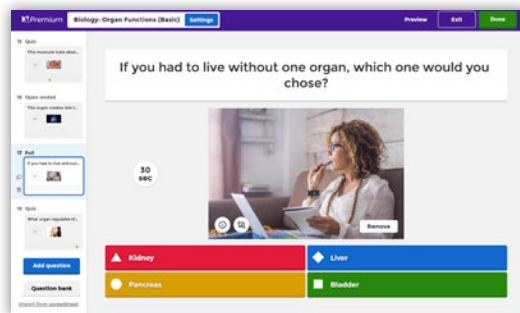 K! Premium
Biology: Organ Functions (Basic)
Settings
Preview
Exit
Done
15 Quiz
This muscular tube
16 Open-ended
This organ creates bile
17 Poll
If you had to live without...
18 Quiz
What organ regulates
Add question
Question bank
Import from spreadsheet
If you had to live without one organ, which one would you
chose?
30
sec
Remove
Kidney
Liver
Pancreas
Bladder